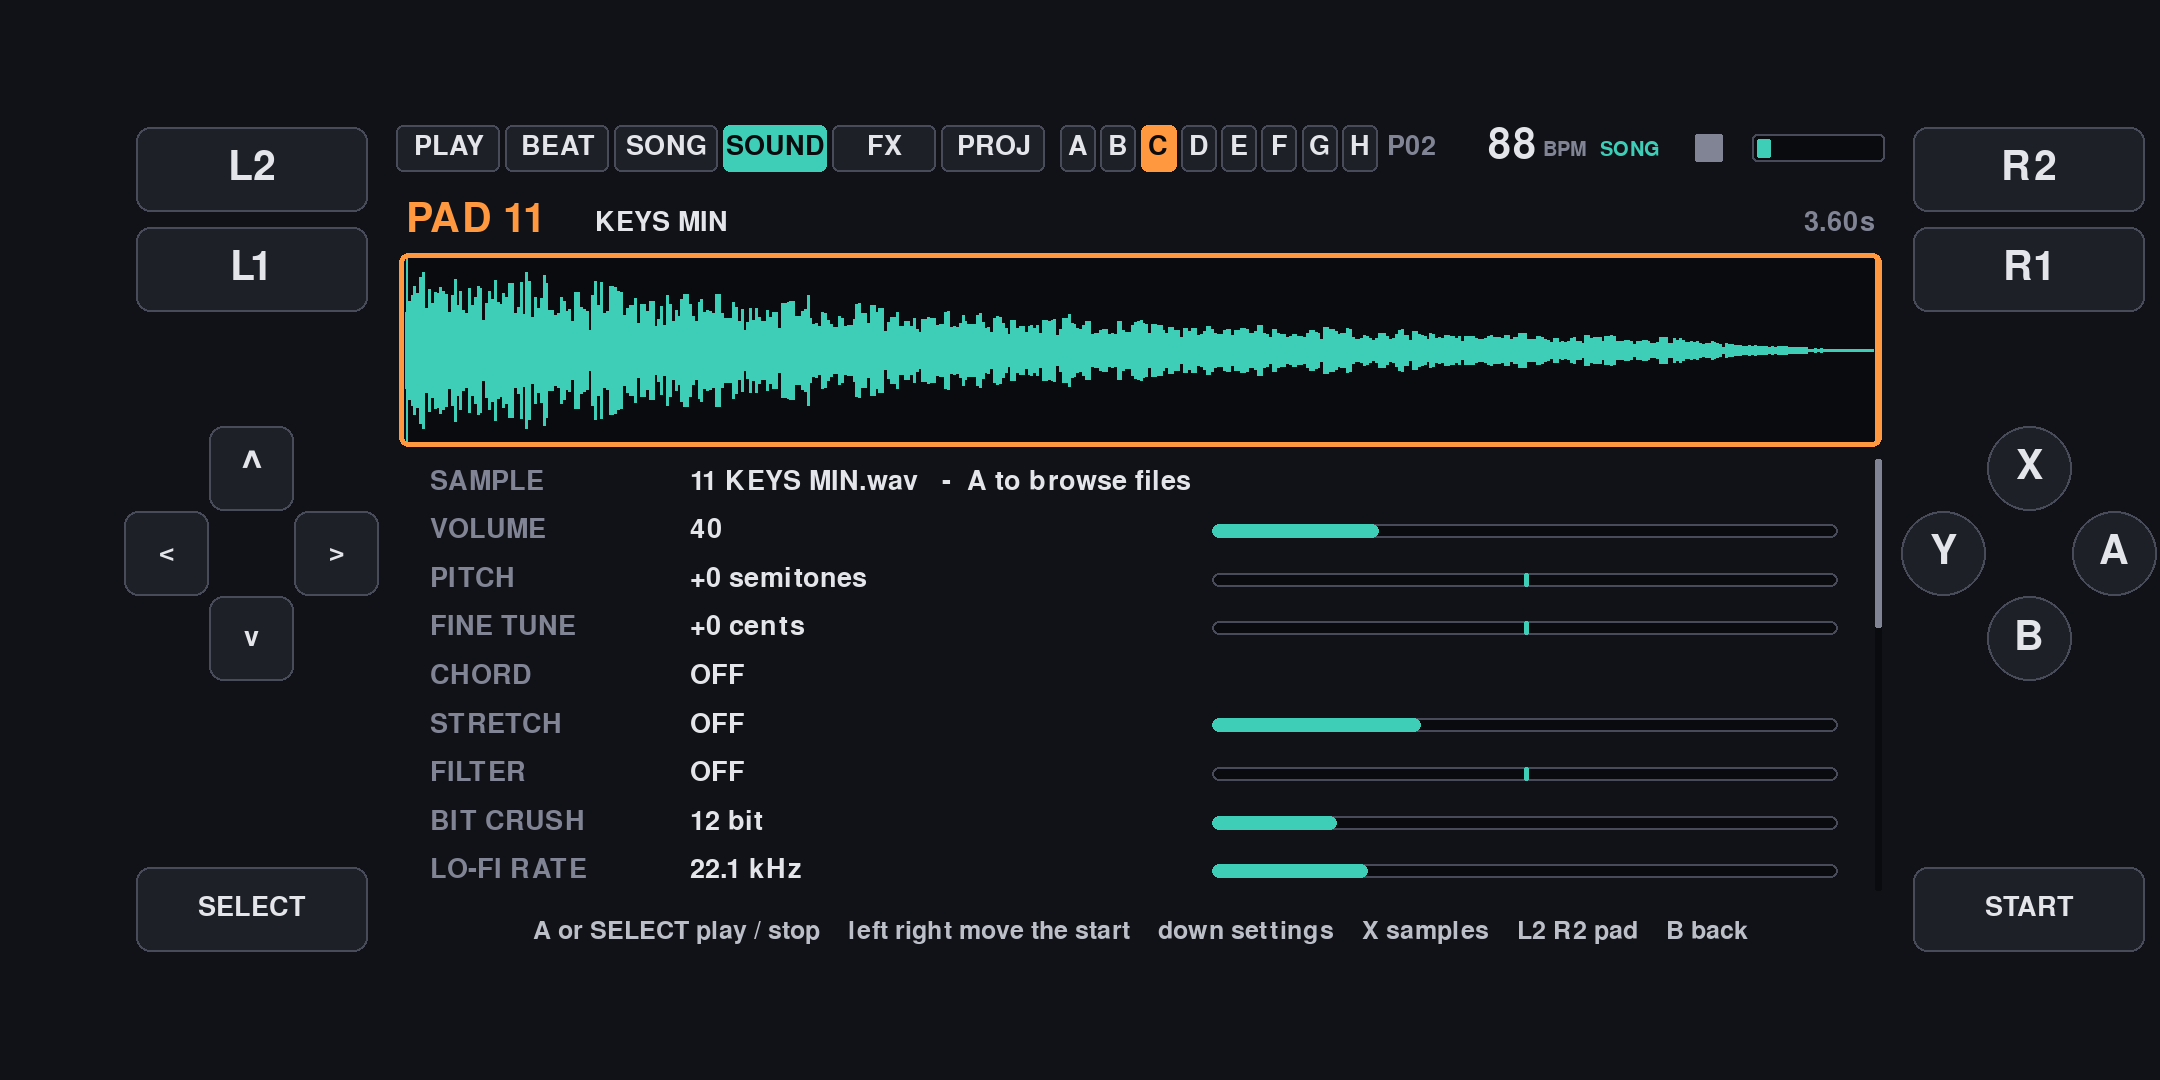 L2
L1
PLAY BEAT SONG SOUND FX PROJ A B C D E F G H P02 88 BPM SONG
R2
R1
PAD 11 KEYS MIN 3.60s
SAMPLE 11 KEYS MIN.wav - A to browse files
VOLUME 40
PITCH +0 semitones
FINE TUNE +0 cents
CHORD OFF
STRETCH OFF
FILTER OFF
BIT CRUSH 12 bit
LO-FI RATE 22.1 kHz
^
<
>
v
X
Y
A
B
SELECT
START
A or SELECT play / stop left right move the start down settings X samples L2 R2 pad B back